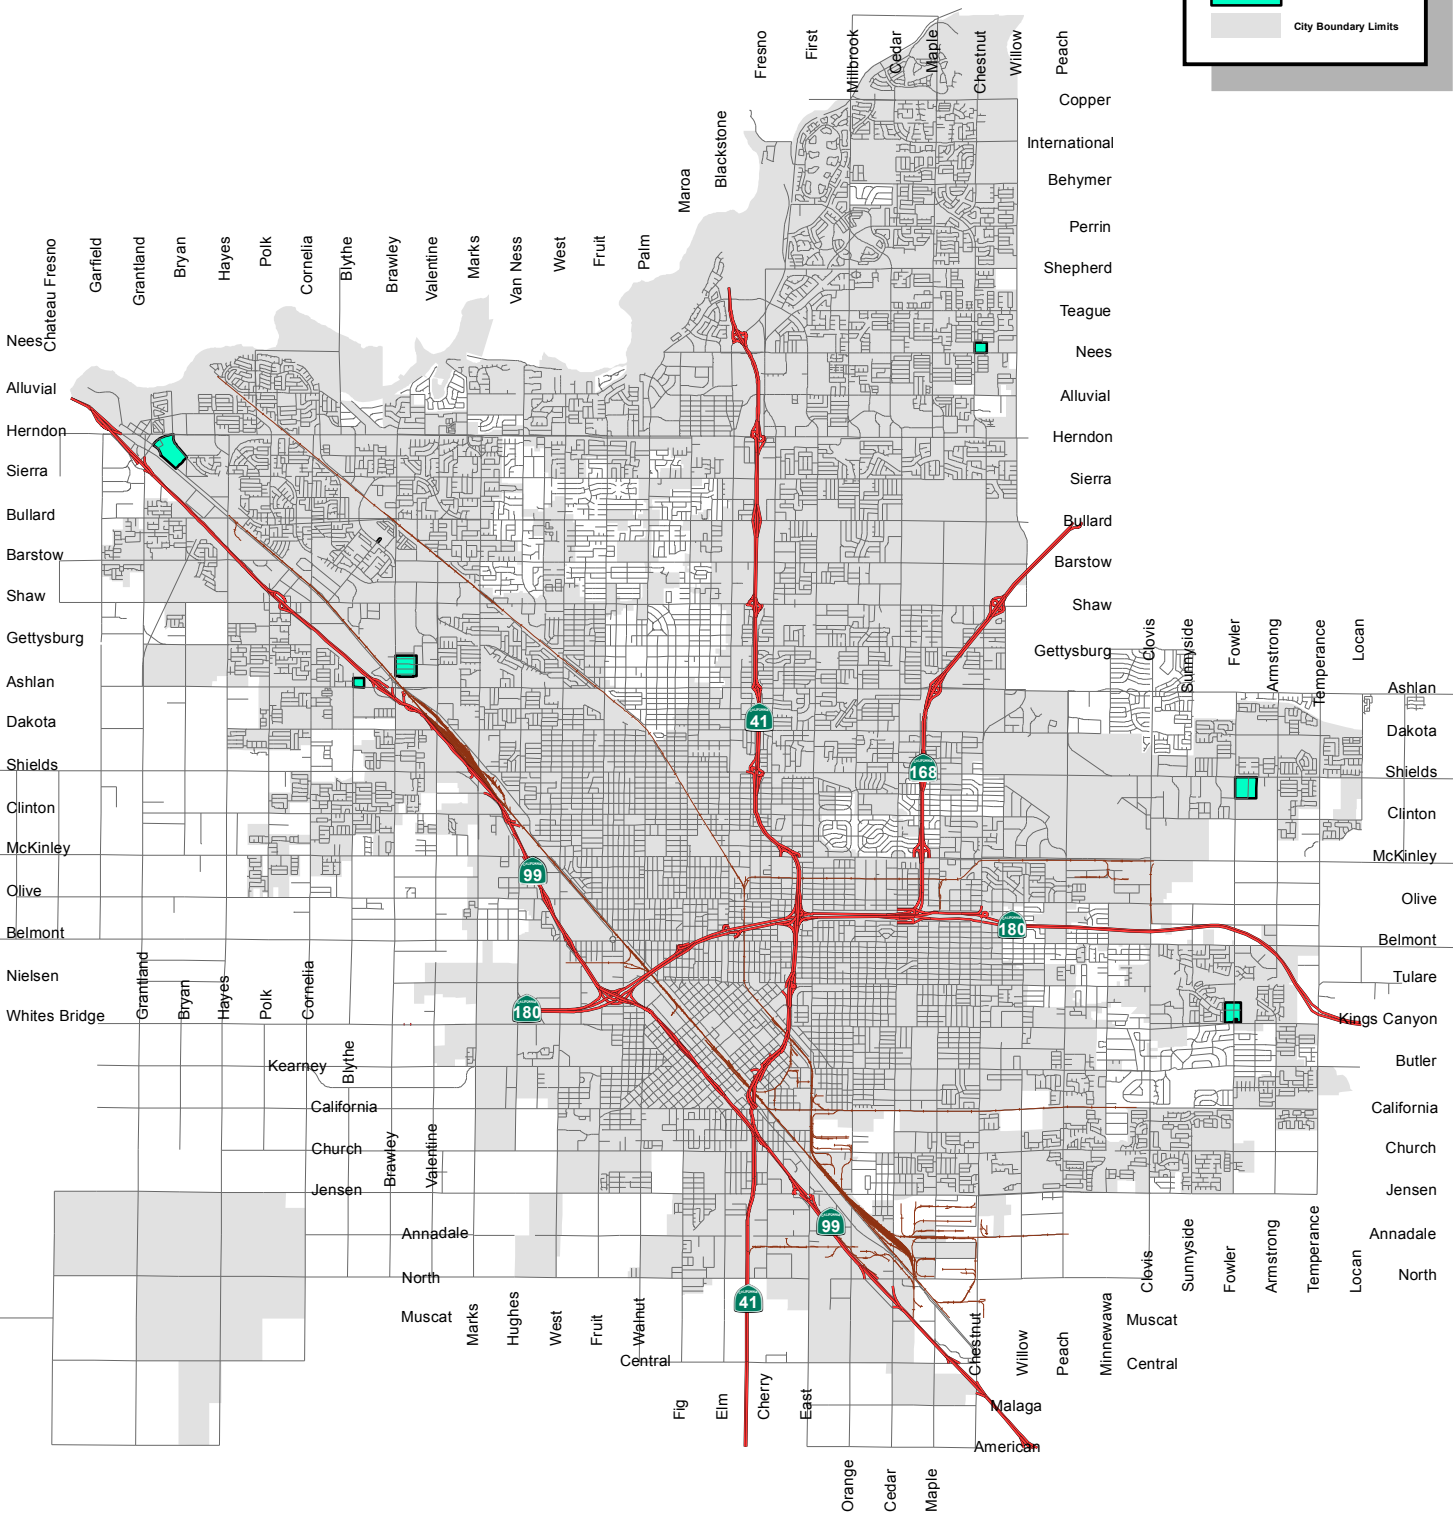 City Boundary Limits
Fresno
First
Millbrook
Cedar
Maple
Chestnut
Willow
Peach
Copper
International
Behymer
Perrin
Shepherd
Teague
Nees
Alluvial
Herndon
Sierra
Bullard
Barstow
Shaw
Gettysburg
Blackstone
Maroa
Chateau Fresno
Garfield
Grantland
Bryan
Hayes
Polk
Cornelia
Blythe
Brawley
Valentine
Marks
Van Ness
West
Fruit
Palm
Nees
Alluvial
Herndon
Sierra
Bullard
Barstow
Shaw
Gettysburg
Ashlan
Dakota
Shields
Clinton
McKinley
Olive
Belmont
Nielsen
Whites Bridge
Clovis
Sunnyside
Fowler
Armstrong
Temperance
Locan
Ashlan
Dakota
Shields
Clinton
McKinley
Olive
Belmont
Tulare
Kings Canyon
Butler
California
Church
Jensen
Annadale
North
CALIFORNIA
41
CALIFORNIA
168
CALIFORNIA
99
CALIFORNIA
180
CALIFORNIA
180
CALIFORNIA
99
CALIFORNIA
41
Grantland
Bryan
Hayes
Polk
Cornelia
Kearney
Blythe
California
Church
Brawley
Valentine
Jensen
Annadale
North
Muscat
Marks
Hughes
West
Fruit
Walnut
Central
Fig
Elm
Cherry
East
Orange
Cedar
Maple
Chestnut
Willow
Peach
Minnewawa
Clovis
Sunnyside
Fowler
Armstrong
Temperance
Locan
Muscat
Central
Malaga
American